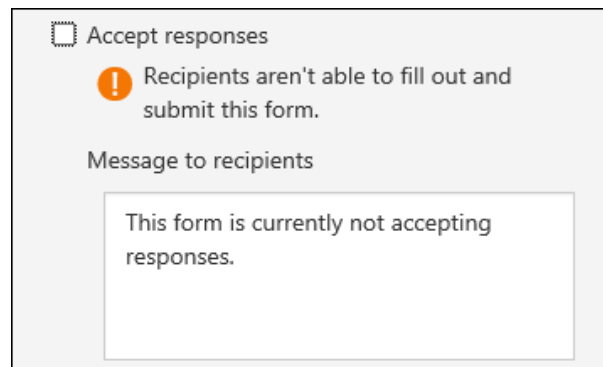 Accept responses
Recipients aren't able to fill out and
submit this form.
Message to recipients
This form is currently not accepting
responses.